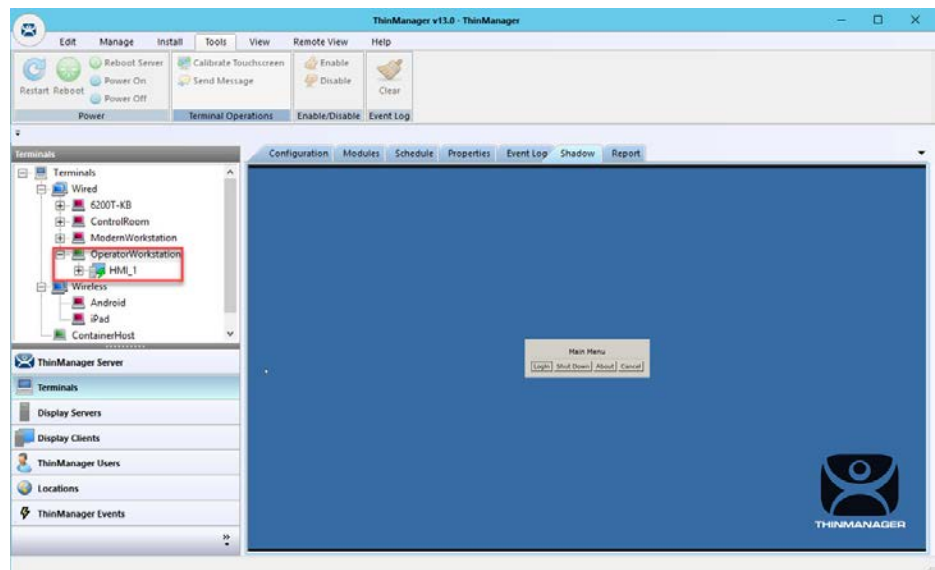 ThinManager v13.0 - ThinManager
Edit Manage Install Tools View Remote View Help
Restart Reboot
Reboot Server
Power On
Power Off
Power
Calibrate Touchscreen
Send Message
Terminal Operations
Enable
Disable
Enable/Disable
Clear
Event Log
Terminals
Terminals
Wired
6200T-KB
ControlRoom
ModernWorkstation
OperatorWorkstation
HMI_1
Wireless
Android
iPad
ContainerHost
ThinManager Server
Terminals
Display Servers
Display Clients
ThinManager Users
Locations
ThinManager Events
Configuration Modules Schedule Properties Event Log Shadow Report
Main Menu
Login Shut Down About Cancel
THINMANAGER